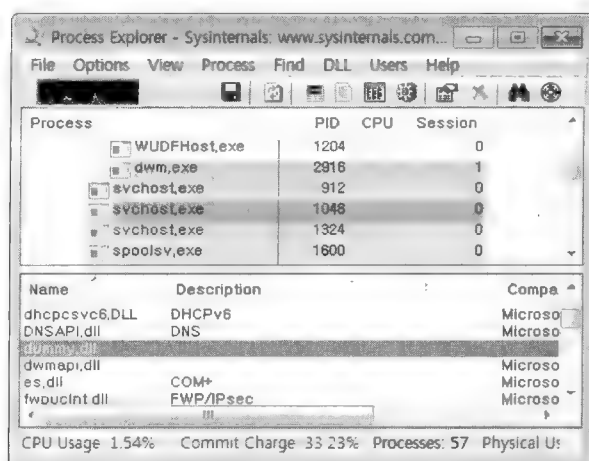 Process Explorer - Sysinternals: www.sysinternals.com...
File Options View Process Find DLL Users Help
Process PID CPU Session
WUDFHost,exe 1204 0
dwm,exe 2916 1
svchost,exe 912 0
svchost,exe 1048 0
svchost,exe 1324 0
spoolsv,exe 1600 0
Name Description Compa
dhcpcsvc6,DLL DHCPv6 Microso
DNSAPI,dll DNS Microso
dummy,dll
dwmapi,dll Microso
es,dll COM+ Microso
fwpuclnt dll FWP/IPsec Microso
CPU Usage 1.54% Commit Charge 33 23% Processes: 57 Physical Us